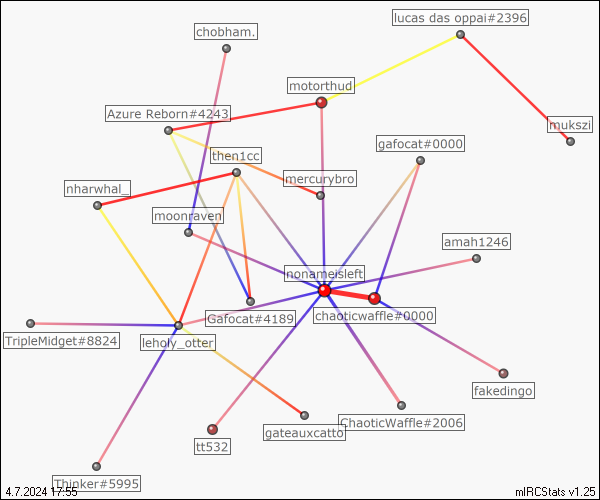 lucas das oppai#2396
chobham.
motorthud
Azure Reborn#4243
mukszi
gafocat#0000
then1cc
mercurybro
nharwhal_
moonraven
amah1246
nonameisleft
Gafocat#4189
chaoticwaffle#0000
TripleMidget#8824
leholy_otter
fakedingo
ChaoticWaffle#2006
gateauxcatto
tt532
Thinker#5995
4.7.2024 17:55
mIRCStats v1.25